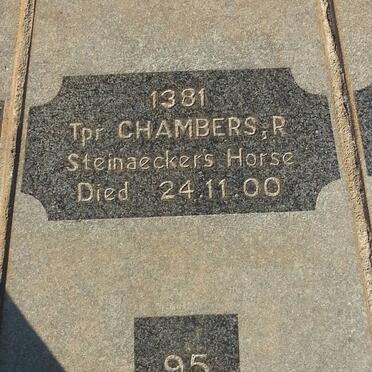 1381
Tpr CHAMBERS, R
Steinaeckers Horse
Died 24.11.00
95